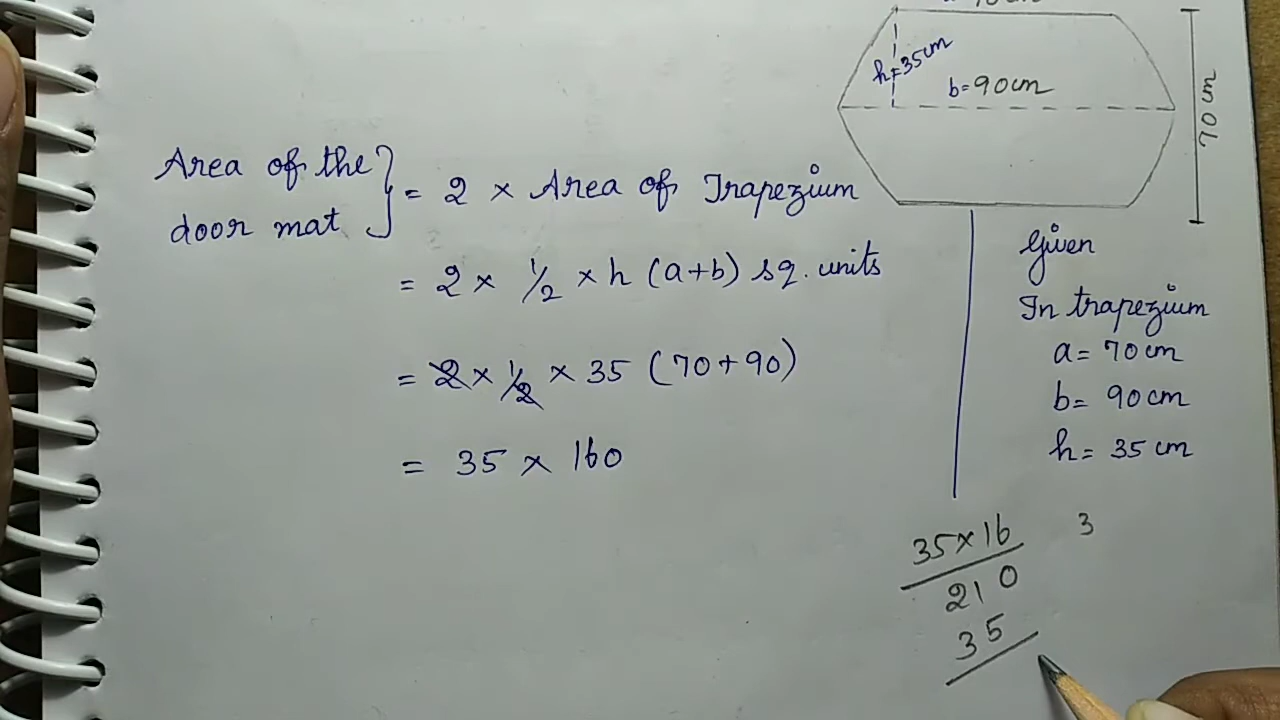 h=35cm
b=90cm
70 cm
Area of the } = 2 × Area of Trapezium
door mat
= 2 × 1/2 × h (a+b) sq. units
= 2 × 1/2 × 35 (70+90)
= 35 × 160
Given
In trapezium
a= 70 cm
b= 90 cm
h= 35 cm
35×16 3
210
35